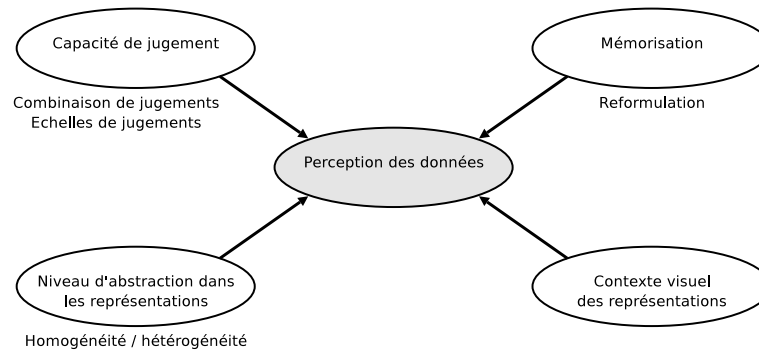 Capacité de jugement
Mémorisation
Combinaison de jugements
Echelles de jugements
Reformulation
Perception des données
Niveau d'abstraction dans
les représentations
Contexte visuel
des représentations
Homogénéité / hétérogénéité